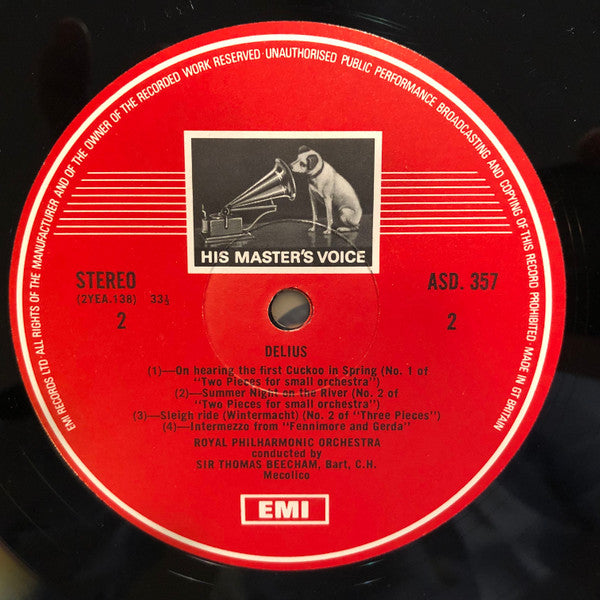 EMI RECORDS LTD · ALL RIGHTS OF THE MANUFACTURER AND OF THE OWNER OF THE RECORDED WORK RESERVED · UNAUTHORISED PUBLIC PERFORMANCE BROADCASTING AND COPYING OF THIS RECORD PROHIBITED · MADE IN GT BRITAIN
HIS MASTER'S VOICE
STEREO
(2YEA.138) 33⅓
2
ASD. 357
2
DELIUS
(1)—On hearing the first Cuckoo in Spring (No. 1 of
"Two Pieces for small orchestra")
(2)—Summer Night on the River (No. 2 of
"Two Pieces for small orchestra")
(3)—Sleigh ride (Wintermacht) (No. 2 of "Three Pieces")
(4)—Intermezzo from "Fennimore and Gerda"
ROYAL PHILHARMONIC ORCHESTRA
conducted by
SIR THOMAS BEECHAM, Bart, C.H.
Mecolico
EMI